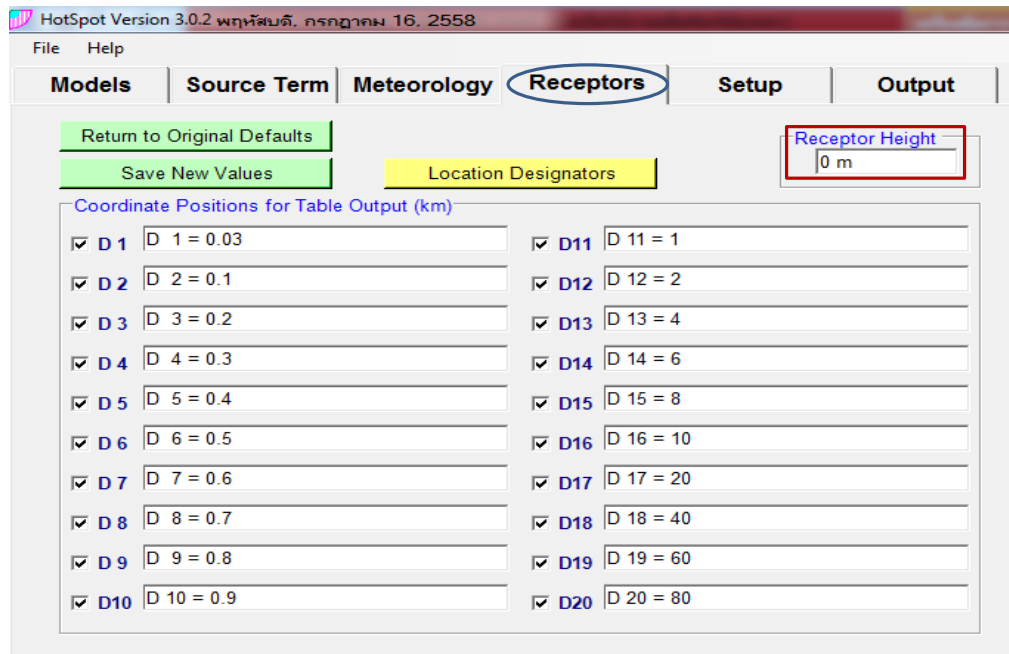 HotSpot Version 3.0.2 พฤหัสบดี, กรกฎาคม 16, 2558
File Help
Models Source Term Meteorology Receptors Setup Output
Return to Original Defaults
Receptor Height
0 m
Save New Values Location Designators
Coordinate Positions for Table Output (km)
D 1 D 1 = 0.03 D11 D 11 = 1
D 2 D 2 = 0.1 D12 D 12 = 2
D 3 D 3 = 0.2 D13 D 13 = 4
D 4 D 4 = 0.3 D14 D 14 = 6
D 5 D 5 = 0.4 D15 D 15 = 8
D 6 D 6 = 0.5 D16 D 16 = 10
D 7 D 7 = 0.6 D17 D 17 = 20
D 8 D 8 = 0.7 D18 D 18 = 40
D 9 D 9 = 0.8 D19 D 19 = 60
D10 D 10 = 0.9 D20 D 20 = 80